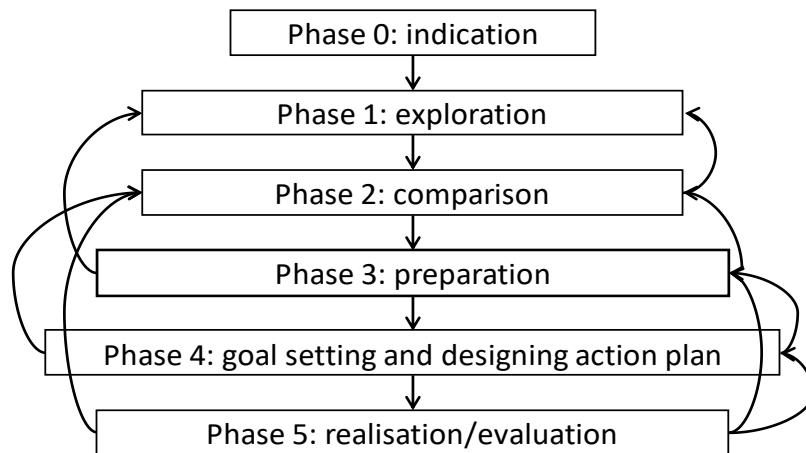 Phase 0: indication
Phase 1: exploration
Phase 2: comparison
Phase 3: preparation
Phase 4: goal setting and designing action plan
Phase 5: realisation/evaluation